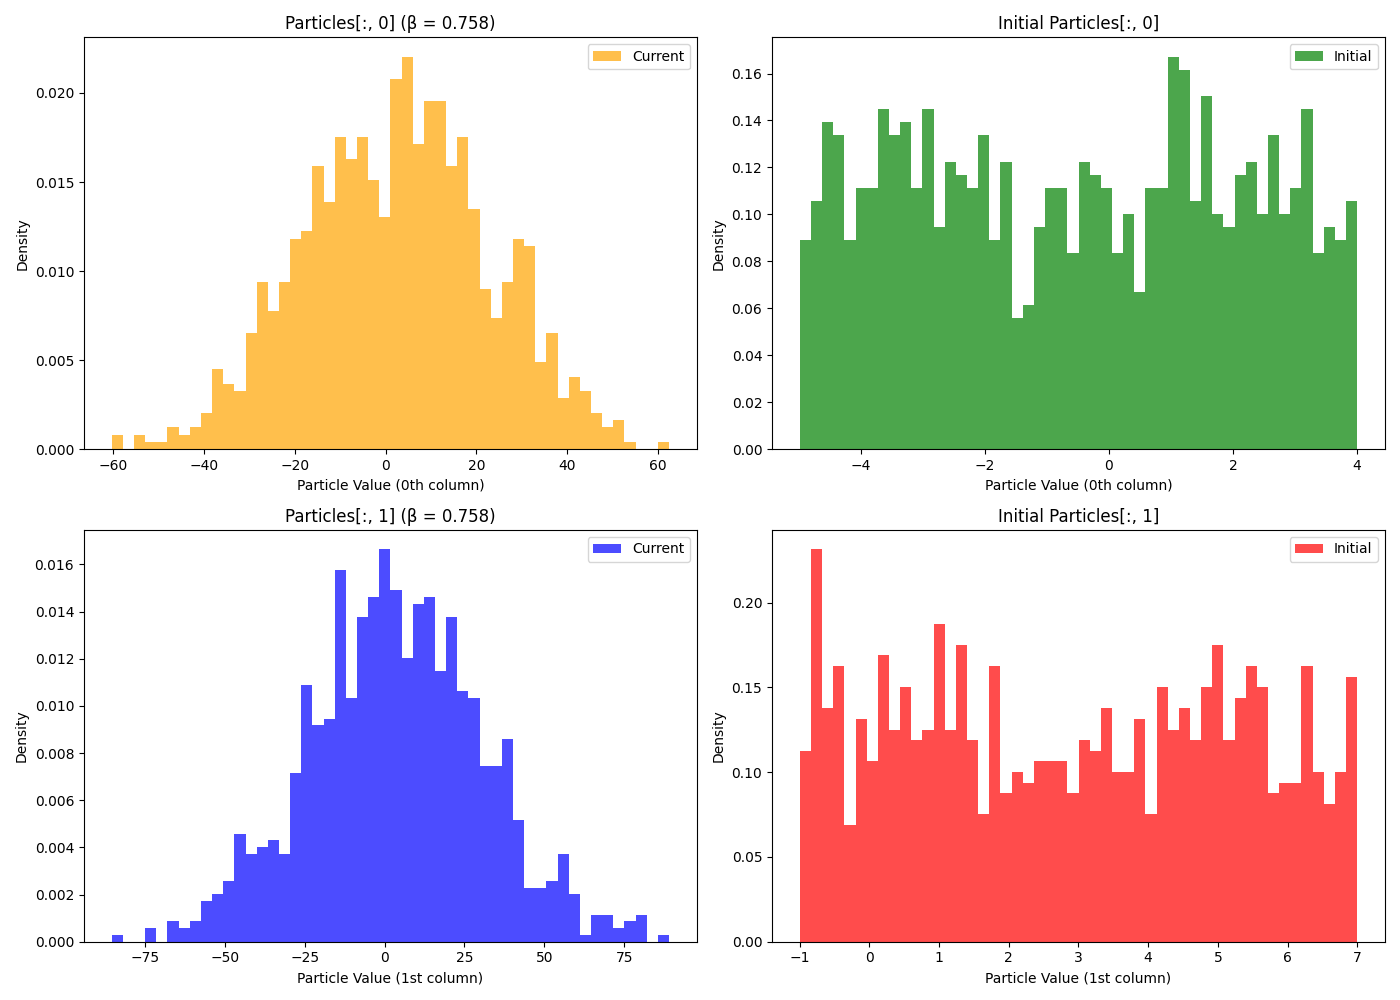 Particles[:, 0] (β = 0.758)
Current
Density
0.020
0.015
0.010
0.005
0.000
−60 −40 −20 0 20 40 60
Particle Value (0th column)
Initial Particles[:, 0]
Initial
Density
0.16
0.14
0.12
0.10
0.08
0.06
0.04
0.02
0.00
−4 −2 0 2 4
Particle Value (0th column)
Particles[:, 1] (β = 0.758)
Current
Density
0.016
0.014
0.012
0.010
0.008
0.006
0.004
0.002
0.000
−75 −50 −25 0 25 50 75
Particle Value (1st column)
Initial Particles[:, 1]
Initial
Density
0.20
0.15
0.10
0.05
0.00
−1 0 1 2 3 4 5 6 7
Particle Value (1st column)